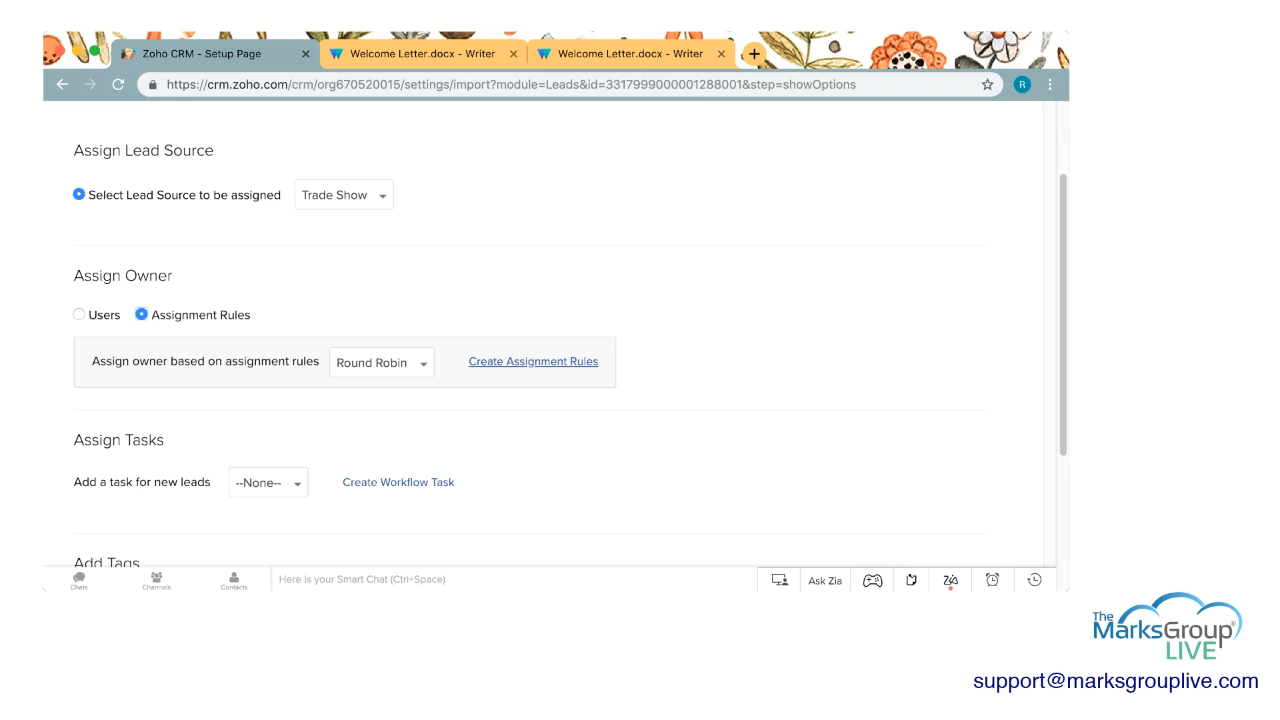 Zoho CRM - Setup Page
Welcome Letter.docx - Writer
Welcome Letter.docx - Writer
https://crm.zoho.com/crm/org670520015/settings/import?module=Leads&id=3317999000001288001&step=showOptions
R
Assign Lead Source
Select Lead Source to be assigned Trade Show
Assign Owner
Users Assignment Rules
Assign owner based on assignment rules Round Robin Create Assignment Rules
Assign Tasks
Add a task for new leads --None-- Create Workflow Task
Add Tags
Chats Channels Contacts Here is your Smart Chat (Ctrl+Space) Ask Zia
The
MarksGroup®
LIVE
support@marksgrouplive.com